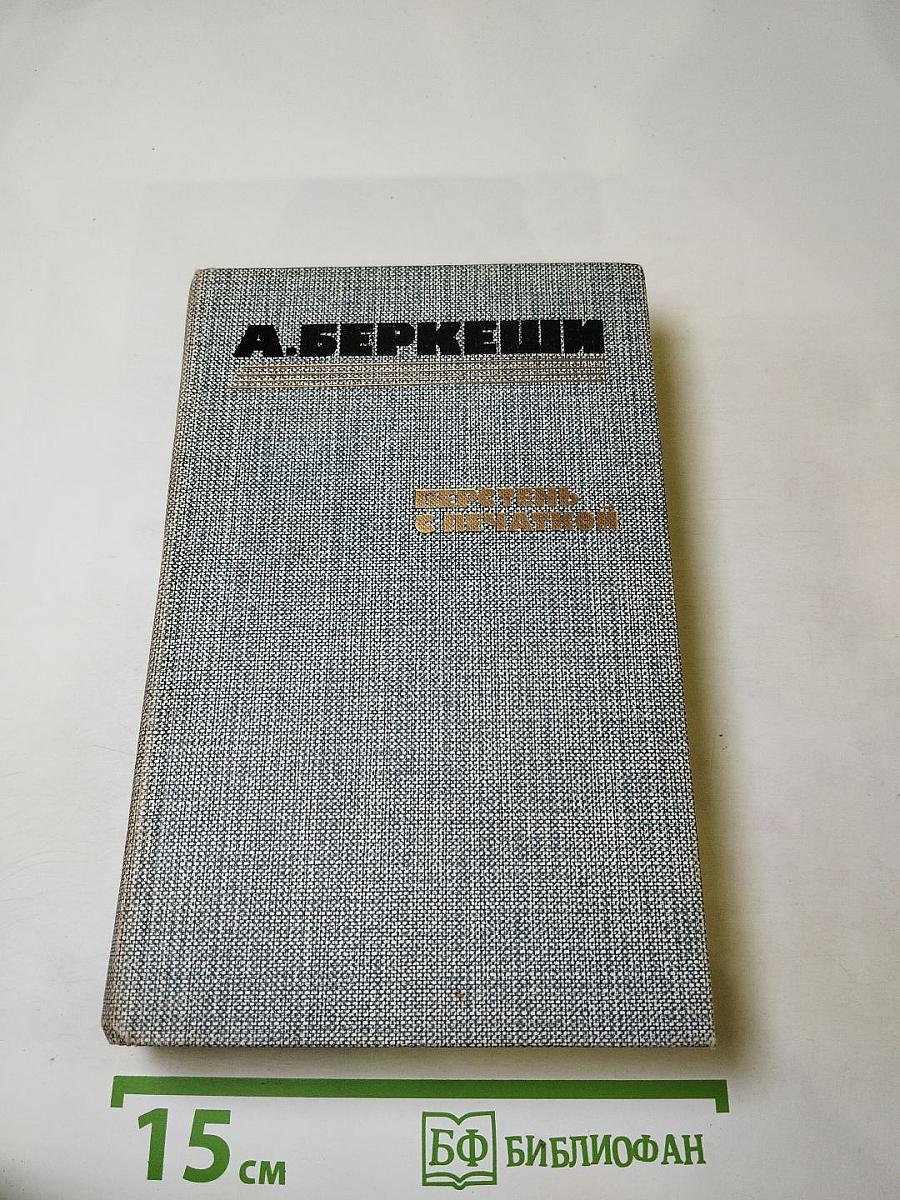 А.БЕРКЕШИ
ПЕРСТЕНЬ
С ПЕЧАТКОЙ
15 см
БФ БИБЛИОФАН